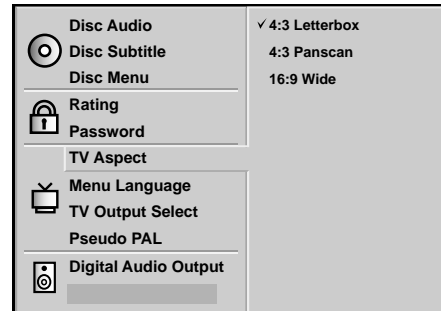 Disc Audio
Disc Subtitle
Disc Menu
Rating
Password
TV Aspect
Menu Language
TV Output Select
Pseudo PAL
Digital Audio Output
✓ 4:3 Letterbox
4:3 Panscan
16:9 Wide